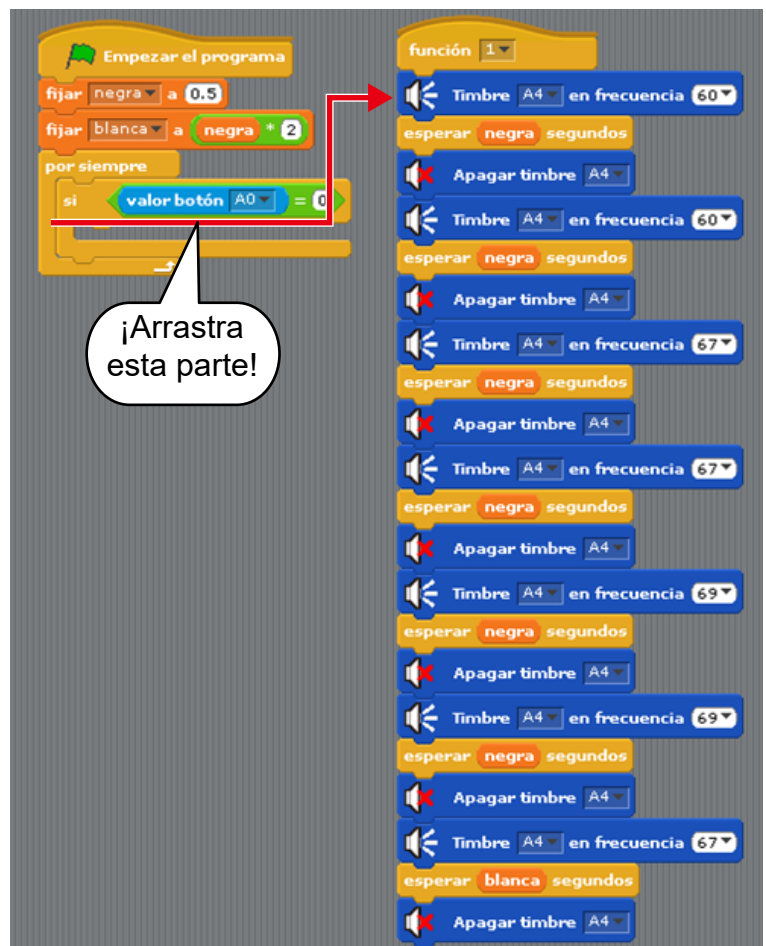 Empezar el programa
fijar negra a 0.5
fijar blanca a negra * 2
por siempre
si valor botón A0 = 0
¡Arrastra
esta parte!
función 1
Timbre A4 en frecuencia 60
esperar negra segundos
Apagar timbre A4
Timbre A4 en frecuencia 60
esperar negra segundos
Apagar timbre A4
Timbre A4 en frecuencia 67
esperar negra segundos
Apagar timbre A4
Timbre A4 en frecuencia 67
esperar negra segundos
Apagar timbre A4
Timbre A4 en frecuencia 69
esperar negra segundos
Apagar timbre A4
Timbre A4 en frecuencia 69
esperar negra segundos
Apagar timbre A4
Timbre A4 en frecuencia 67
esperar blanca segundos
Apagar timbre A4